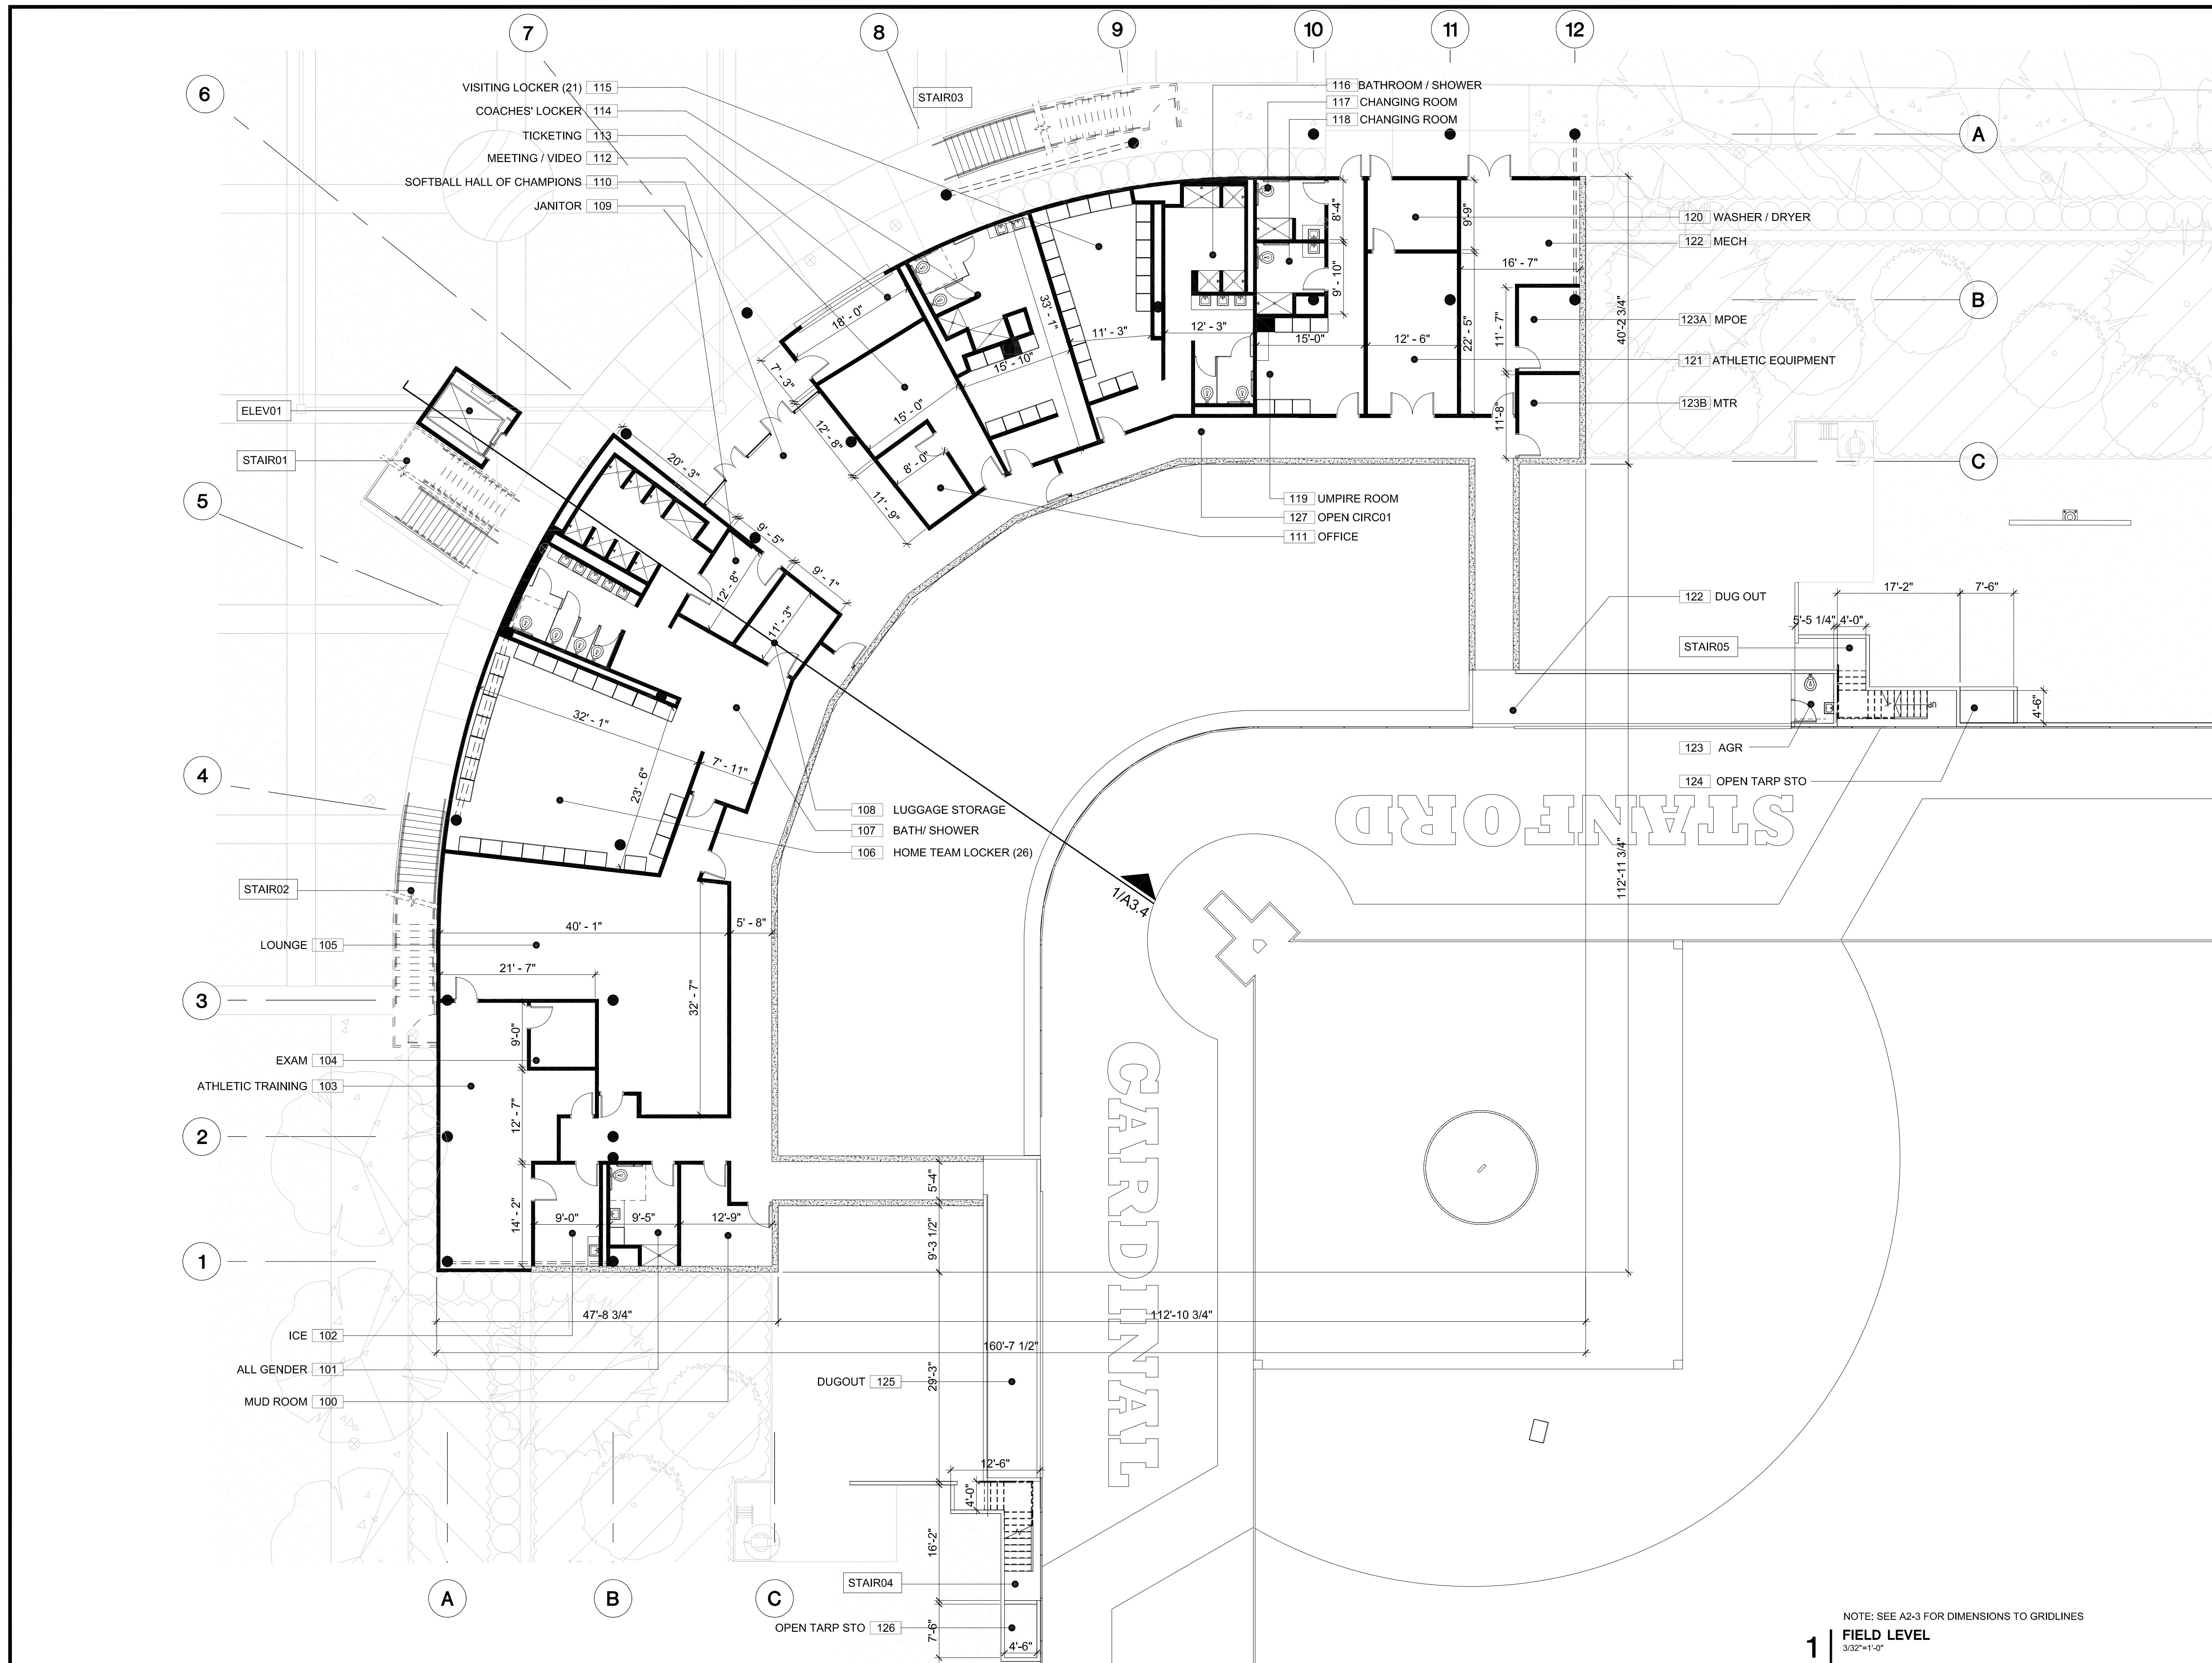 7
8
9
10
11
12
6
VISITING LOCKER (21) 115
COACHES' LOCKER 114
TICKETING 113
MEETING / VIDEO 112
SOFTBALL HALL OF CHAMPIONS 110
JANITOR 109
STAIR03
116 BATHROOM / SHOWER
117 CHANGING ROOM
118 CHANGING ROOM
A
120 WASHER / DRYER
122 MECH
B
123A MPOE
121 ATHLETIC EQUIPMENT
123B MTR
C
8'-4"
9'-9"
16' - 7"
9' - 10"
33' - 1"
18' - 0"
11' - 3"
12' - 3"
15'-0"
12' - 6"
22' - 5"
11' - 7"
40'-2 3/4"
15' - 10"
7' - 3"
15' - 0"
12' - 8"
8' - 0"
11' - 9"
11'-8"
ELEV01
STAIR01
5
20' - 3"
9' - 5"
9' - 1"
12' - 8"
11' - 3"
119 UMPIRE ROOM
127 OPEN CIRC01
111 OFFICE
122 DUG OUT
17'-2"
7'-6"
5'-5 1/4"
4'-0"
STAIR05
UP
4'-6"
123 AGR
124 OPEN TARP STO
STANFORD
4
32' - 1"
7' - 11"
23' - 6"
108 LUGGAGE STORAGE
107 BATH/ SHOWER
106 HOME TEAM LOCKER (26)
1/A3.4
112'-11 3/4"
STAIR02
LOUNGE 105
40' - 1"
5' - 8"
21' - 7"
32' - 7"
3
9'-0"
EXAM 104
ATHLETIC TRAINING 103
12' - 7"
2
14' - 2"
9'-0"
9'-5"
12'-9"
5'-4"
9'-3 1/2"
1
CARDINAL
47'-8 3/4"
112'-10 3/4"
160'-7 1/2"
ICE 102
ALL GENDER 101
MUD ROOM 100
29'-3"
DUGOUT 125
12'-6"
4'-0"
16'-2"
STAIR04
A
B
C
OPEN TARP STO 126
7'-6"
4'-6"
NOTE: SEE A2-3 FOR DIMENSIONS TO GRIDLINES
1 FIELD LEVEL
3/32"=1'-0"